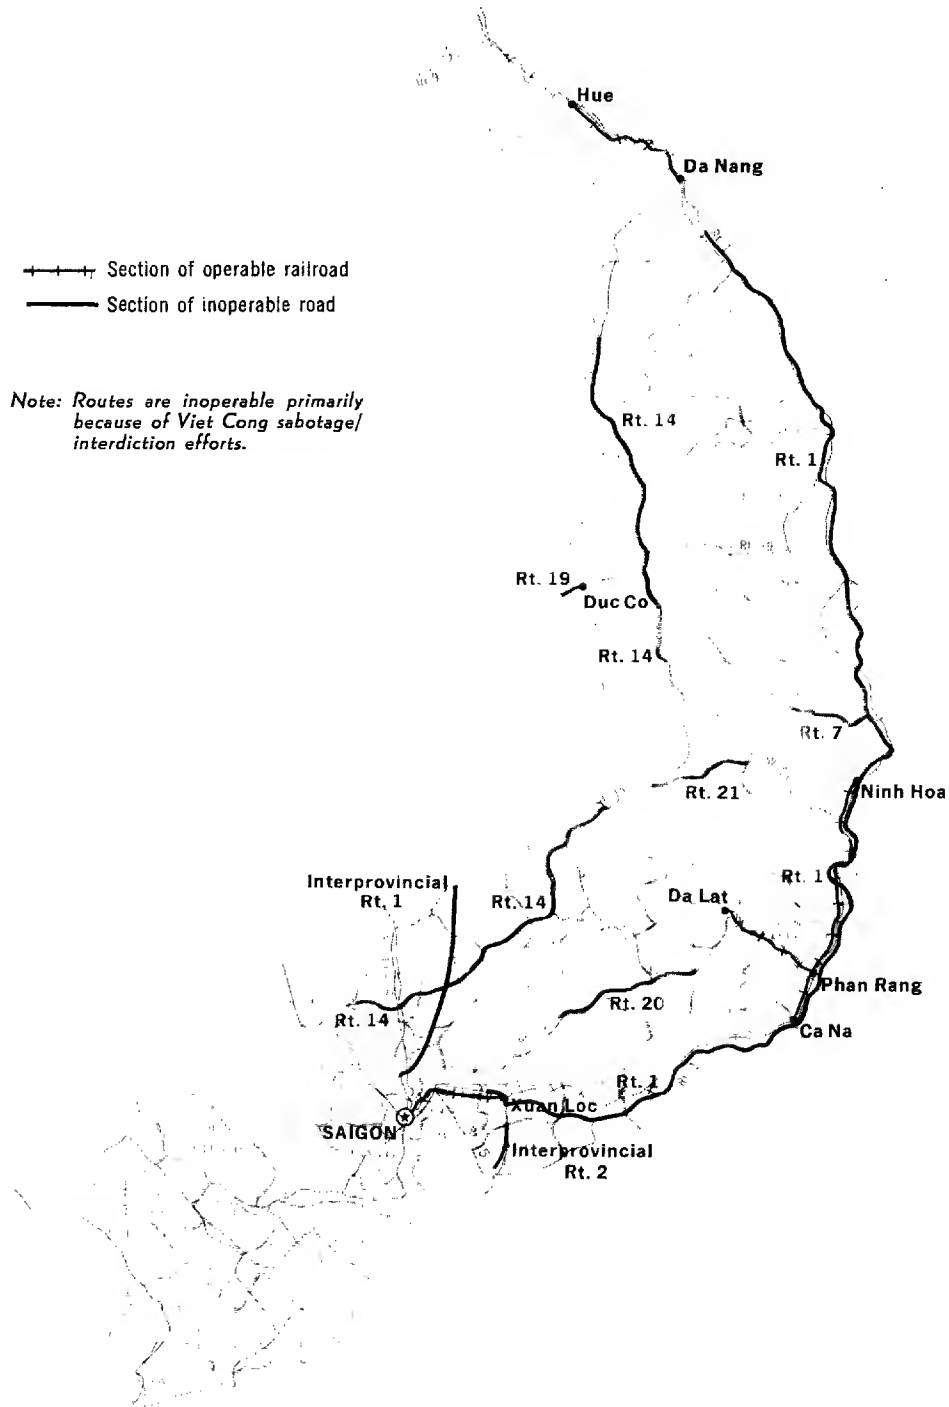 Hue
Da Nang
Section of operable railroad
Section of inoperable road
Note: Routes are inoperable primarily
because of Viet Cong sabotage/
interdiction efforts.
Rt. 14
Rt. 1
Rt. 19
Duc Co
Rt. 14
Rt. 7
Rt. 21
Ninh Hoa
Interprovincial
Rt. 1
Rt. 14
Da Lat
Rt. 1
Phan Rang
Rt. 20
Rt. 14
Ca Na
Rt. 1
Xuan Loc
SAIGON
Interprovincial
Rt. 2